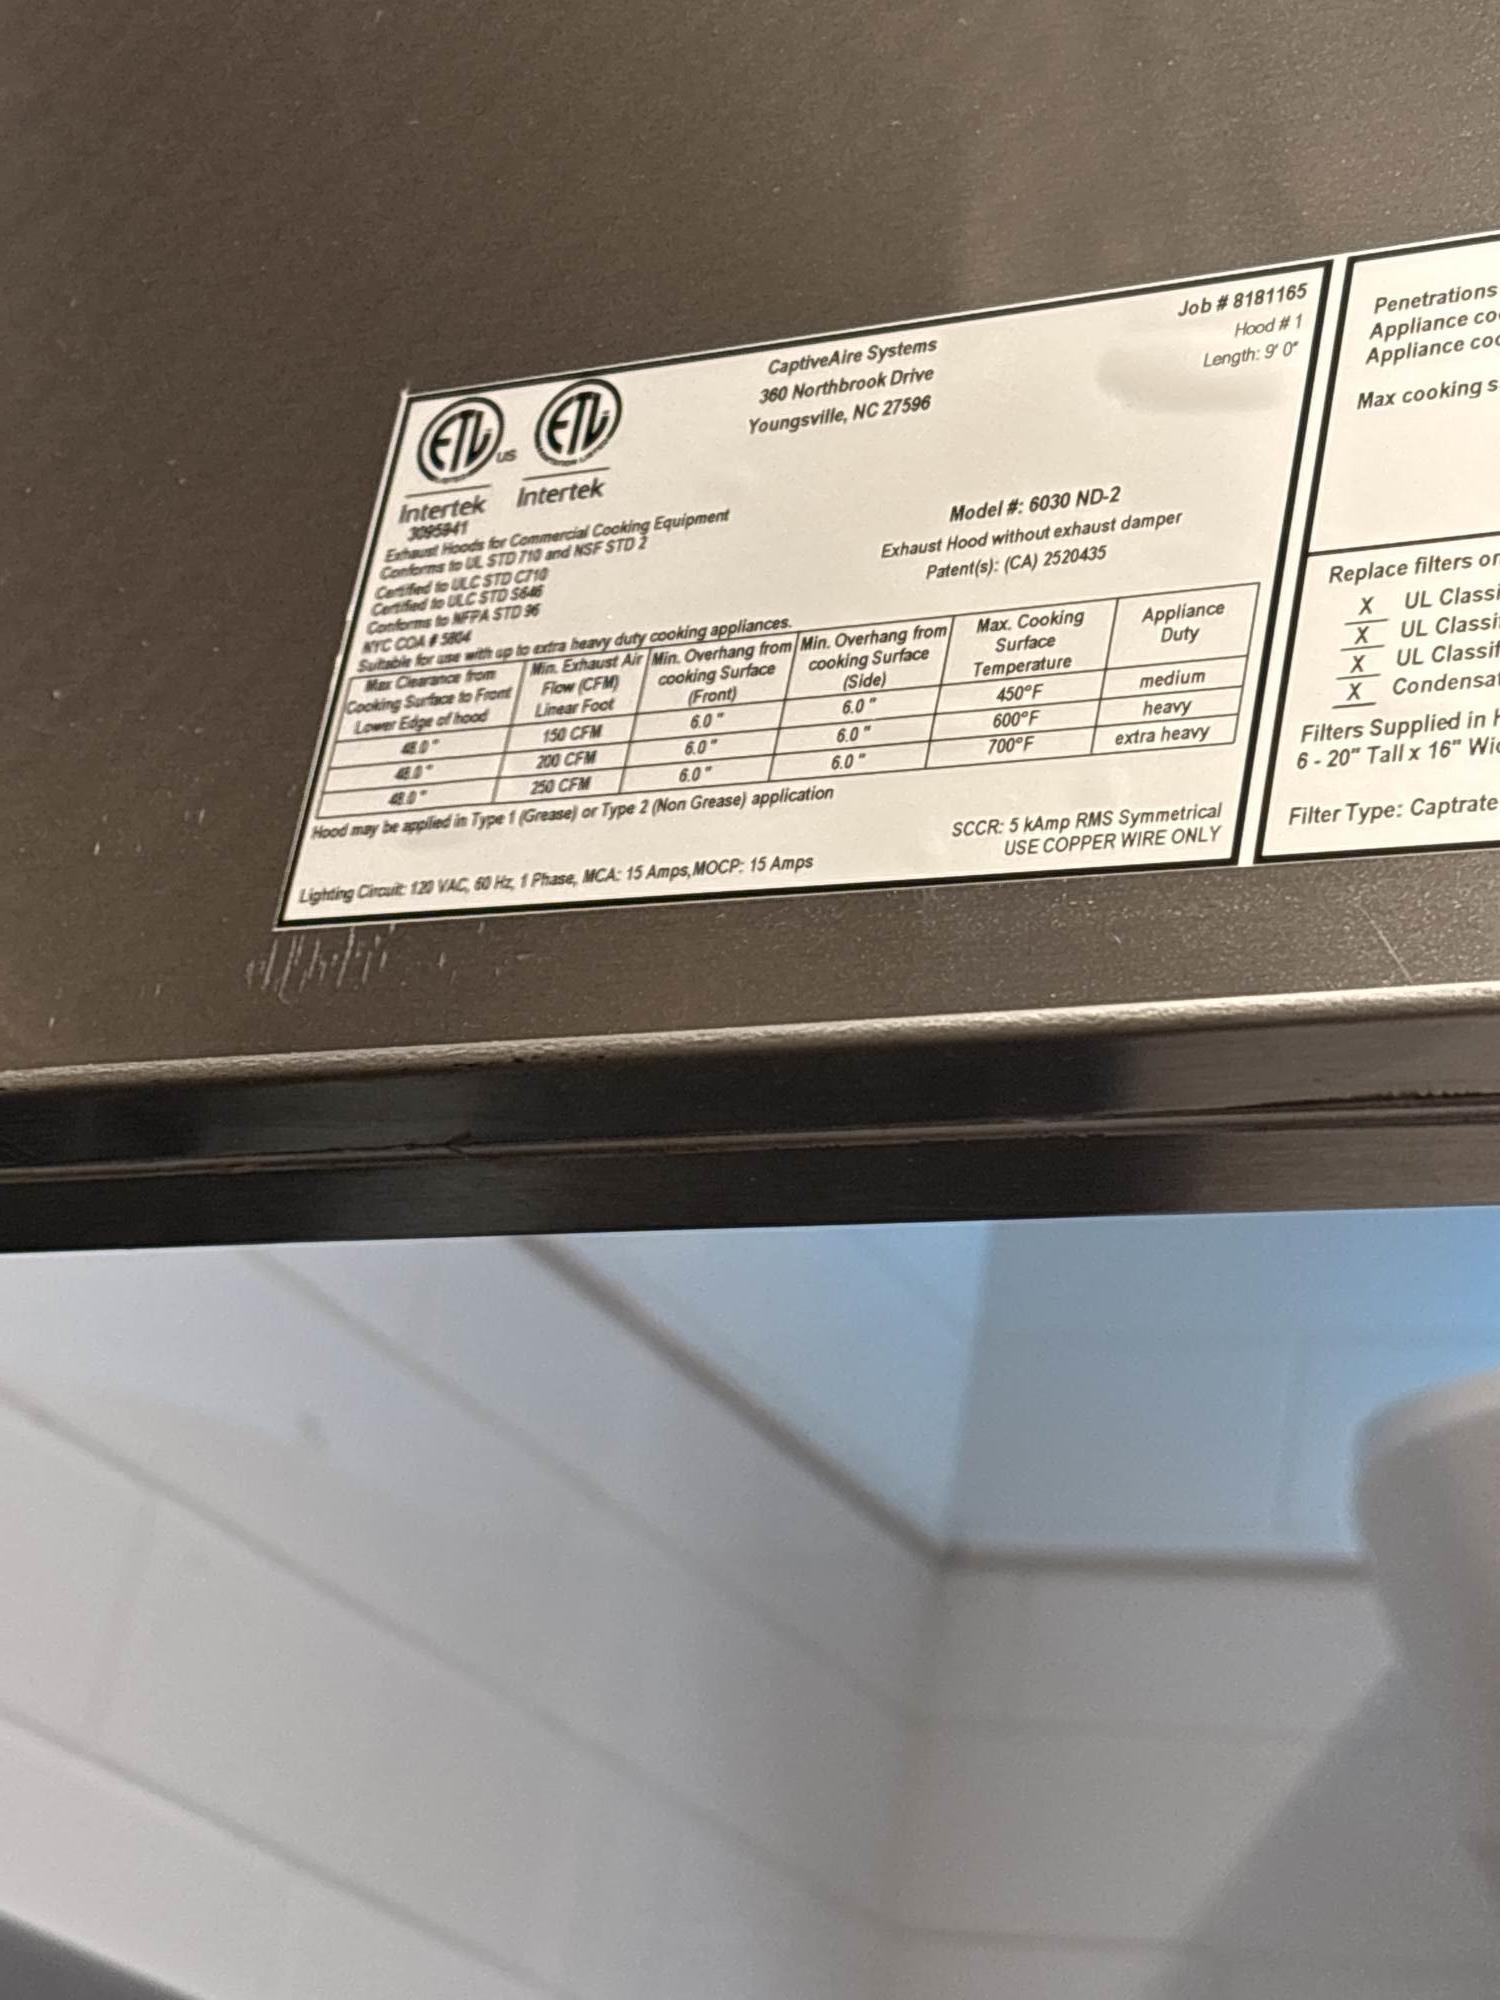 Job # 8181165
Hood # 1
Length: 9' 0"
CaptiveAire Systems
360 Northbrook Drive
Youngsville, NC 27596
ETL US ETL
Intertek Intertek
3095941
Exhaust Hoods for Commercial Cooking Equipment
Conforms to UL STD 710 and NSF STD 2
Certified to ULC STD C710
Certified to ULC STD S646
Conforms to NFPA STD 96
NYC COA # 5804
Suitable for use with up to extra heavy duty cooking appliances.
Model #: 6030 ND-2
Exhaust Hood without exhaust damper
Patent(s): (CA) 2520435
Max Clearance from Cooking Surface to Front Lower Edge of hood | Min. Exhaust Air Flow (CFM) Linear Foot | Min. Overhang from cooking Surface (Front) | Min. Overhang from cooking Surface (Side) | Max. Cooking Surface Temperature | Appliance Duty
48.0 " 150 CFM 6.0 " 6.0 " 450°F medium
48.0 " 200 CFM 6.0 " 6.0 " 600°F heavy
48.0 " 250 CFM 6.0 " 6.0 " 700°F extra heavy
Hood may be applied in Type 1 (Grease) or Type 2 (Non Grease) application
SCCR: 5 kAmp RMS Symmetrical
USE COPPER WIRE ONLY
Lighting Circuit: 120 VAC, 60 Hz, 1 Phase, MCA: 15 Amps, MOCP: 15 Amps
Penetrations
Appliance
Appliance
Max cooking
Replace filters
X UL
X UL
X UL
X
Filters Supplied in
6 - 20" Tall x 16"
Filter Type: Captrate